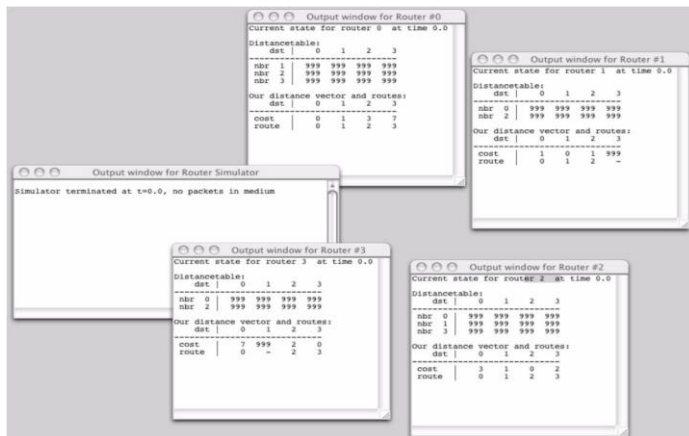 Output window for Router #0
Current state for router 0 at time 0.0
Distancetable:
dst | 0 1 2 3
---------------------------------
nbr 1 | 999 999 999 999
nbr 2 | 999 999 999 999
nbr 3 | 999 999 999 999
Our distance vector and routes:
dst | 0 1 2 3
---------------------------------
cost | 0 1 3 7
route | 0 1 2 3
Output window for Router #1
Current state for router 1 at time 0.0
Distancetable:
dst | 0 1 2 3
---------------------------------
nbr 0 | 999 999 999 999
nbr 2 | 999 999 999 999
Our distance vector and routes:
dst | 0 1 2 3
---------------------------------
cost | 1 0 1 999
route | 0 1 2 -
Output window for Router Simulator
Simulator terminated at t=0.0, no packets in medium
Output window for Router #3
Current state for router 3 at time 0.0
Distancetable:
dst | 0 1 2 3
---------------------------------
nbr 0 | 999 999 999 999
nbr 2 | 999 999 999 999
Our distance vector and routes:
dst | 0 1 2 3
---------------------------------
cost | 7 999 2 0
route | 0 - 2 3
Output window for Router #2
Current state for router 2 at time 0.0
Distancetable:
dst | 0 1 2 3
---------------------------------
nbr 0 | 999 999 999 999
nbr 1 | 999 999 999 999
nbr 3 | 999 999 999 999
Our distance vector and routes:
dst | 0 1 2 3
---------------------------------
cost | 3 1 0 2
route | 0 1 2 3